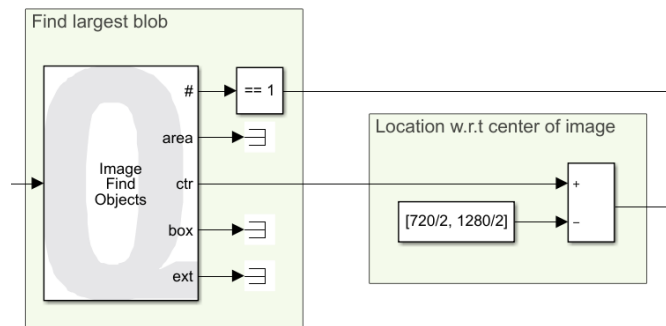 Find largest blob
#
== 1
Location w.r.t center of image
area
Image
Find
Objects
ctr
+
[720/2, 1280/2]
−
box
ext